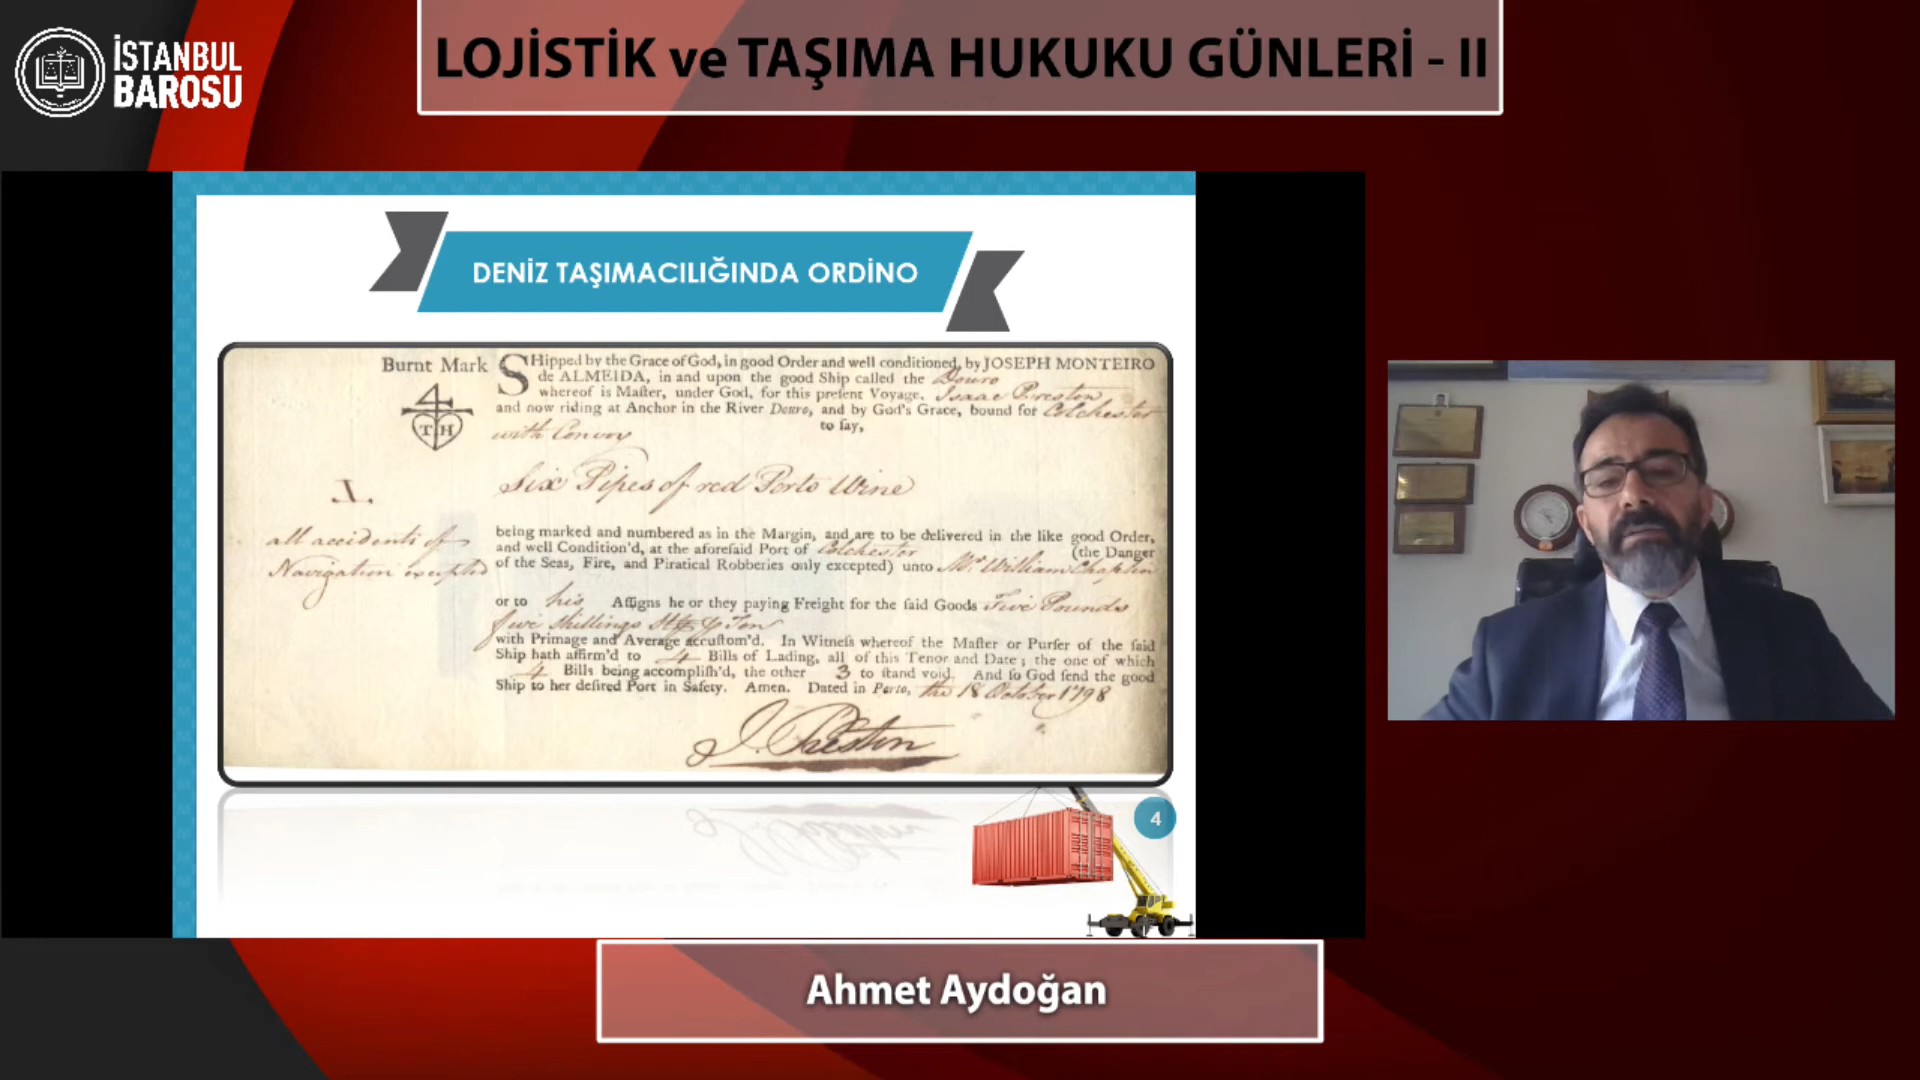 İSTANBUL
BAROSU
LOJİSTİK ve TAŞIMA HUKUKU GÜNLERİ - II
DENİZ TAŞIMACILIĞINDA ORDİNO
Burnt Mark
4
T H
1.
all accidents of
Navigation excepted
SHipped by the Grace of God, in good Order and well conditioned, by JOSEPH MONTEIRO
de ALMEIDA, in and upon the good Ship called the Douro
whereof is Maſter, under God, for this preſent Voyage, Isaac Preston
and now riding at Anchor in the River Douro, and by God's Grace, bound for Colchester
with Convoy to ſay,
Six Pipes of red Porto Wine
being marked and numbered as in the Margin, and are to be delivered in the like good Order,
and well Condition'd, at the aforeſaid Port of Colchester (the Danger
of the Seas, Fire, and Piratical Robberies only excepted) unto Mr. William Chaplin
or to his Aſſigns he or they paying Freight for the ſaid Goods Five Pounds
five shillings
with Primage and Average accuſtom'd. In Witneſs whereof the Maſter or Purſer of the ſaid
Ship hath affirm'd to 4 Bills of Lading, all of this Tenor and Date; the one of which
4 Bills being accompliſh'd, the other 3 to ſtand void. And ſo God ſend the good
Ship to her deſired Port in Safety. Amen. Dated in Porto, the 18 October 1798
J. Preston
4
Ahmet Aydoğan